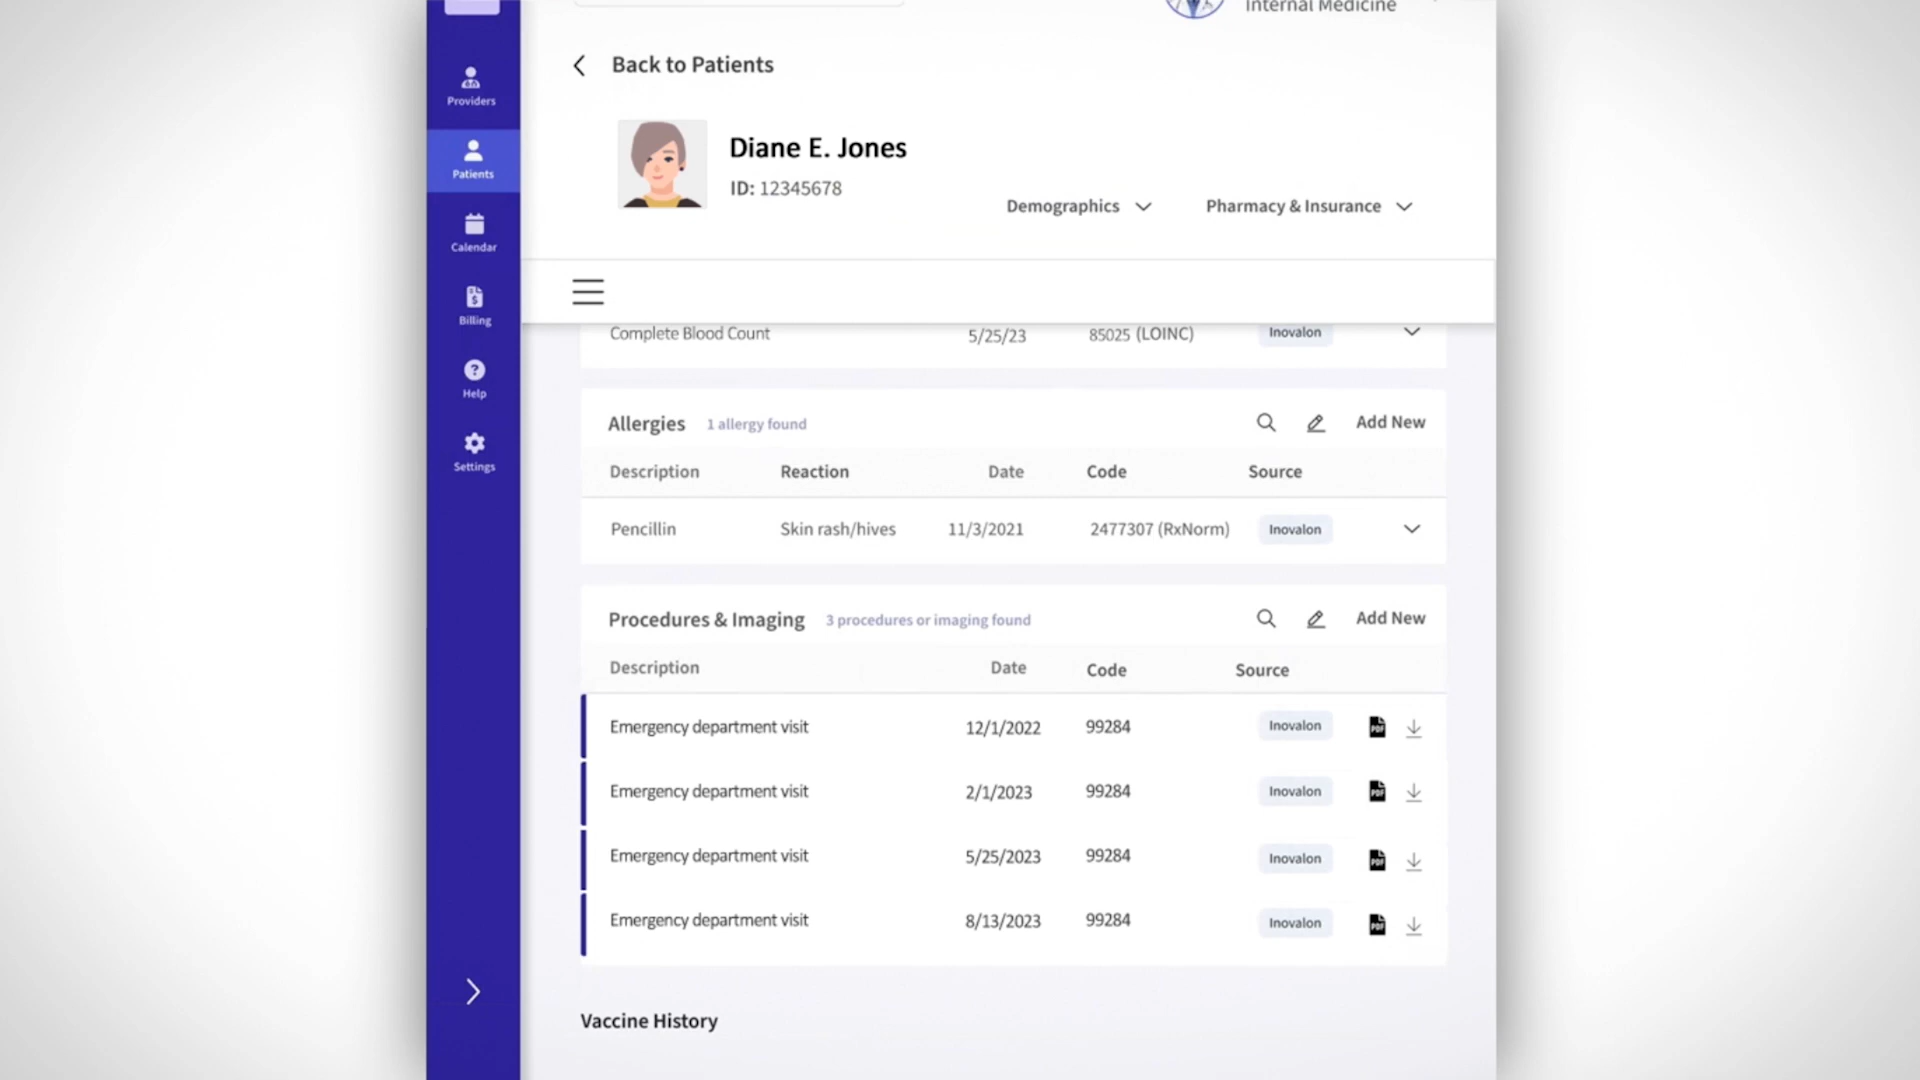 Internal Medicine
Back to Patients
Providers
Diane E. Jones
Patients
ID: 12345678
Demographics
Pharmacy & Insurance
Calendar
Billing
Complete Blood Count 5/25/23 85025 (LOINC) Inovalon
Help
Allergies 1 allergy found Add New
Settings
Description Reaction Date Code Source
Pencillin Skin rash/hives 11/3/2021 2477307 (RxNorm) Inovalon
Procedures & Imaging 3 procedures or imaging found Add New
Description Date Code Source
Emergency department visit 12/1/2022 99284 Inovalon PDF
Emergency department visit 2/1/2023 99284 Inovalon PDF
Emergency department visit 5/25/2023 99284 Inovalon PDF
Emergency department visit 8/13/2023 99284 Inovalon PDF
Vaccine History